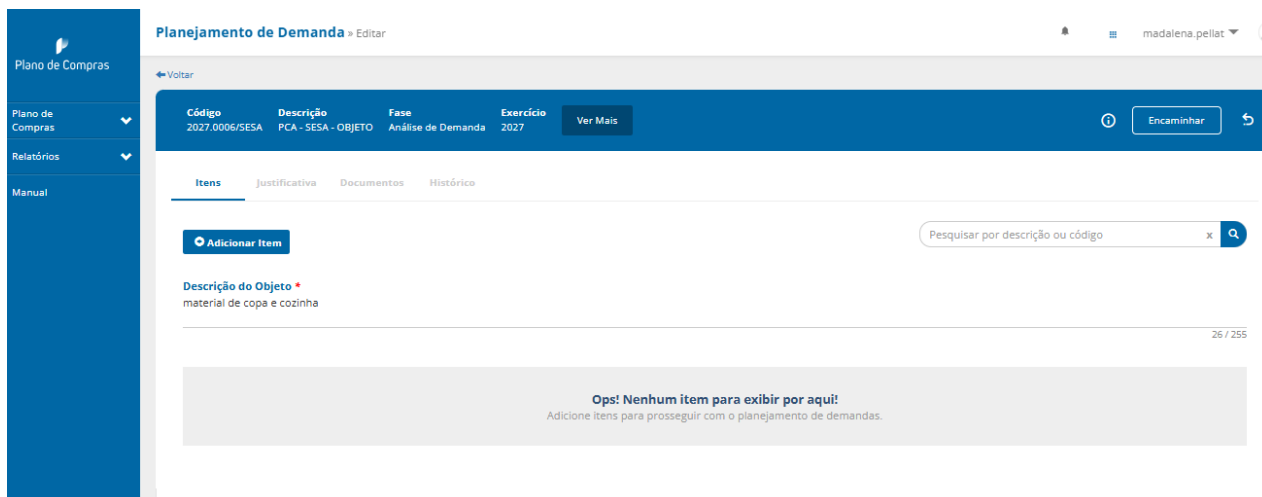 Plano de Compras
Plano de
Compras
Relatórios
Manual
Planejamento de Demanda » Editar
madalena.pellat
Voltar
Código Descrição Fase Exercício
2027.0006/SESA PCA - SESA - OBJETO Análise de Demanda 2027
Ver Mais
Encaminhar
Itens Justificativa Documentos Histórico
Adicionar Item
Pesquisar por descrição ou código x
Descrição do Objeto *
material de copa e cozinha
26 / 255
Ops! Nenhum item para exibir por aqui!
Adicione itens para prosseguir com o planejamento de demandas.